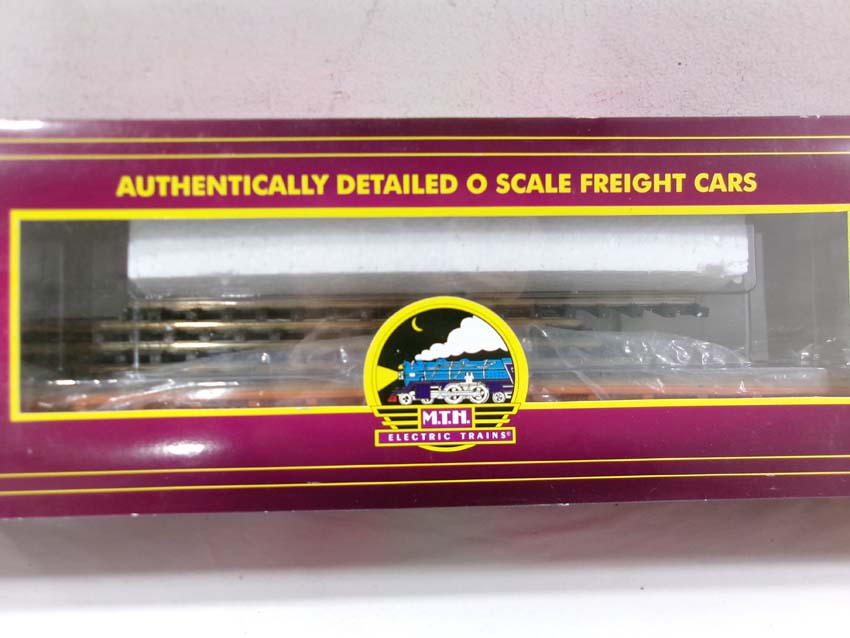 AUTHENTICALLY DETAILED O SCALE FREIGHT CARS
M.T.H.
ELECTRIC TRAINS®